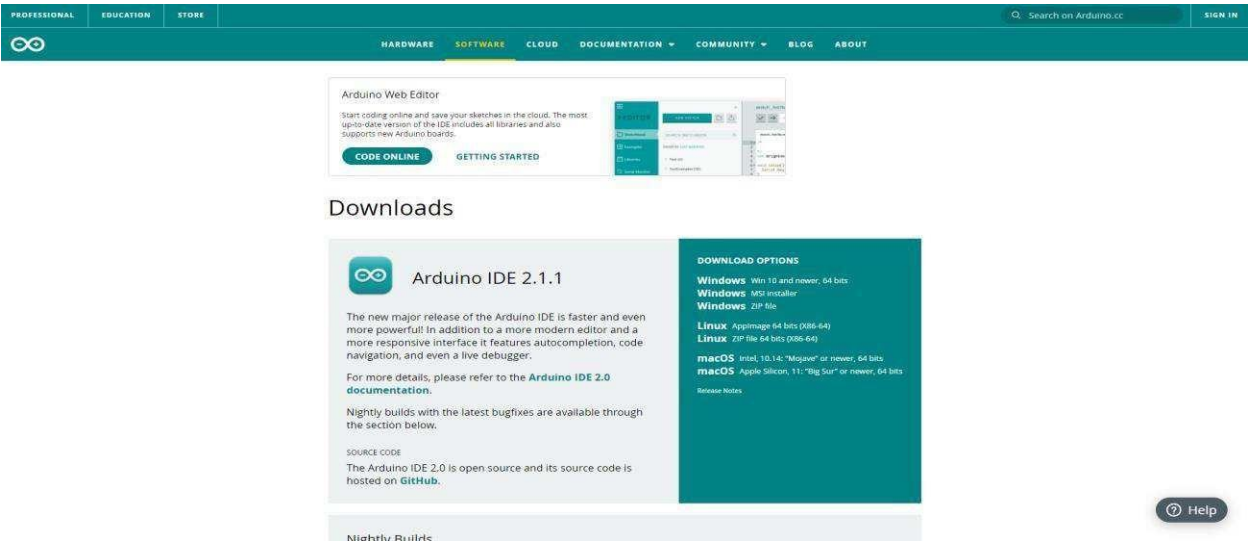 PROFESSIONAL EDUCATION STORE Search on Arduino.cc SIGN IN
HARDWARE SOFTWARE CLOUD DOCUMENTATION COMMUNITY BLOG ABOUT
Arduino Web Editor
Start coding online and save your sketches in the cloud. The most
up-to-date version of the IDE includes all libraries and also
supports new Arduino boards.
CODE ONLINE GETTING STARTED
Downloads
Arduino IDE 2.1.1
The new major release of the Arduino IDE is faster and even
more powerful! In addition to a more modern editor and a
more responsive interface it features autocompletion, code
navigation, and even a live debugger.
For more details, please refer to the Arduino IDE 2.0
documentation.
Nightly builds with the latest bugfixes are available through
the section below.
SOURCE CODE
The Arduino IDE 2.0 is open source and its source code is
hosted on GitHub.
DOWNLOAD OPTIONS
Windows Win 10 and newer, 64 bits
Windows MSI installer
Windows ZIP file
Linux AppImage 64 bits (X86-64)
Linux ZIP file 64 bits (X86-64)
macOS Intel, 10.14: "Mojave" or newer, 64 bits
macOS Apple Silicon, 11: "Big Sur" or newer, 64 bits
Release Notes
Help
Nightly Builds